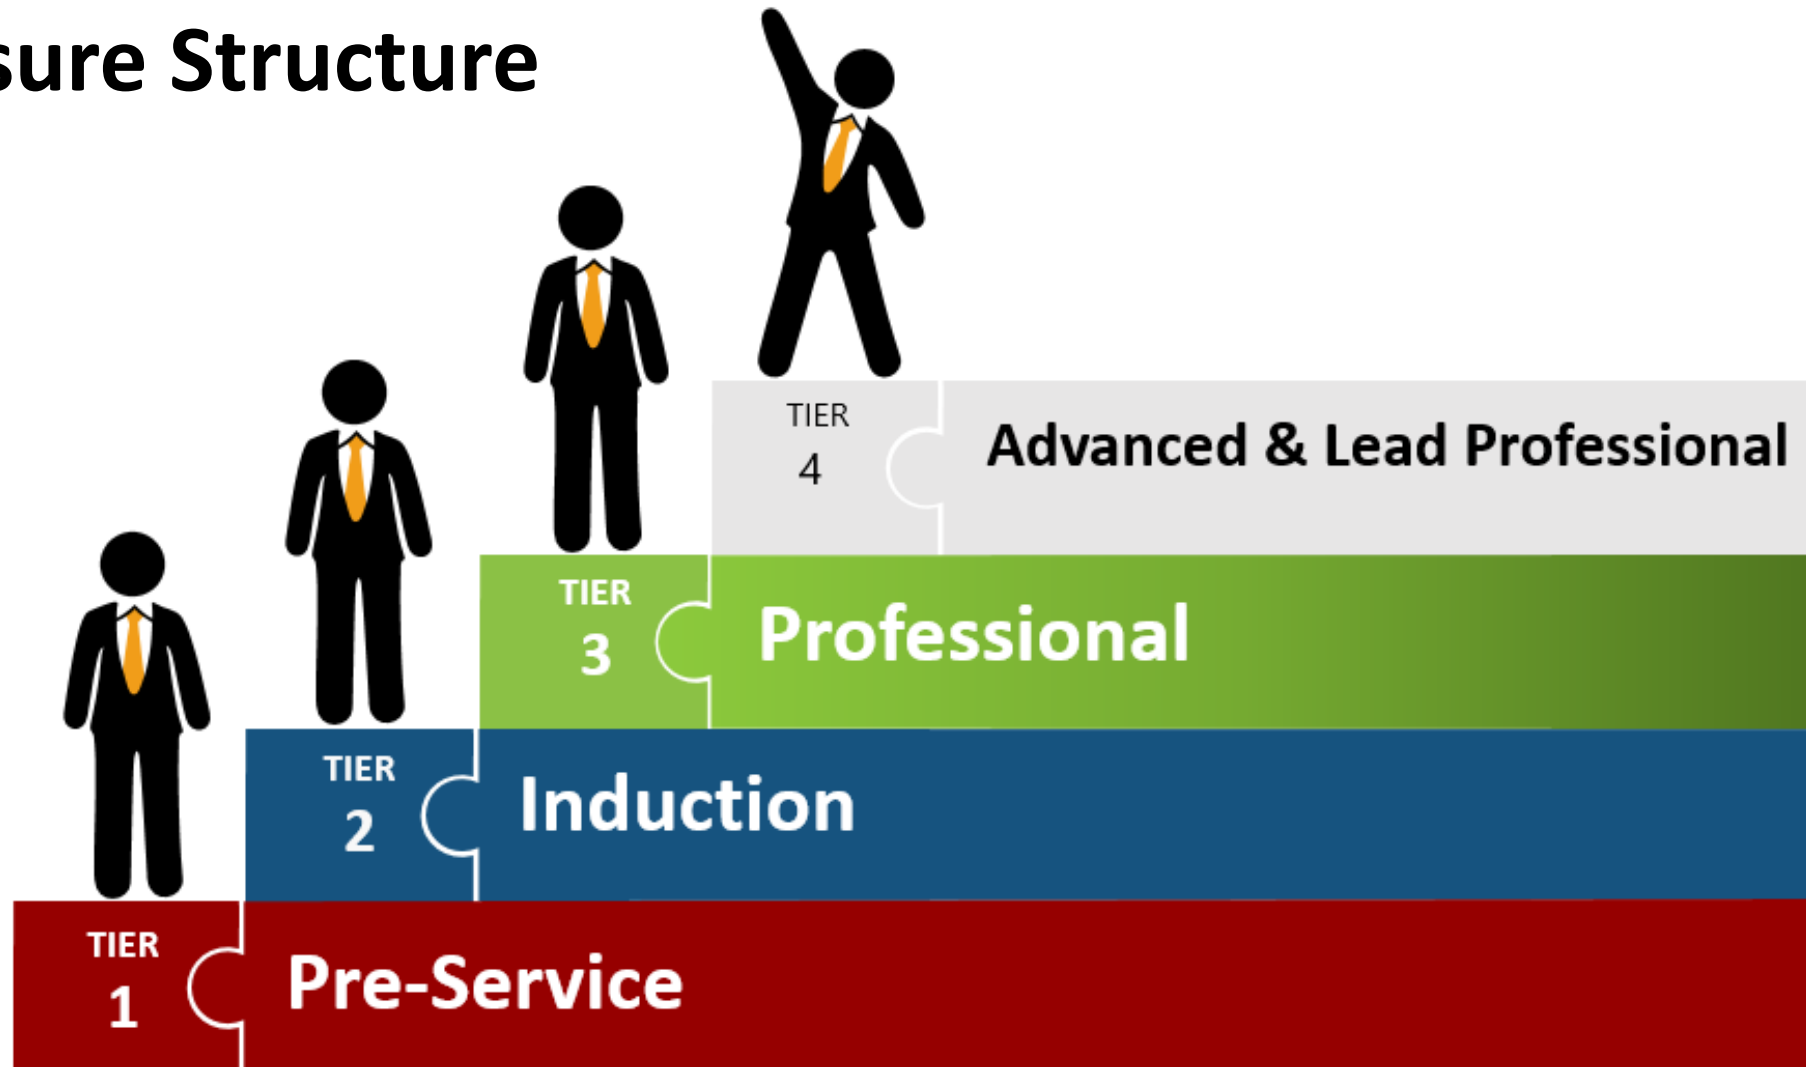 sure Structure
TIER
4
Advanced & Lead Professional
TIER
3
Professional
TIER
2
Induction
TIER
1
Pre-Service